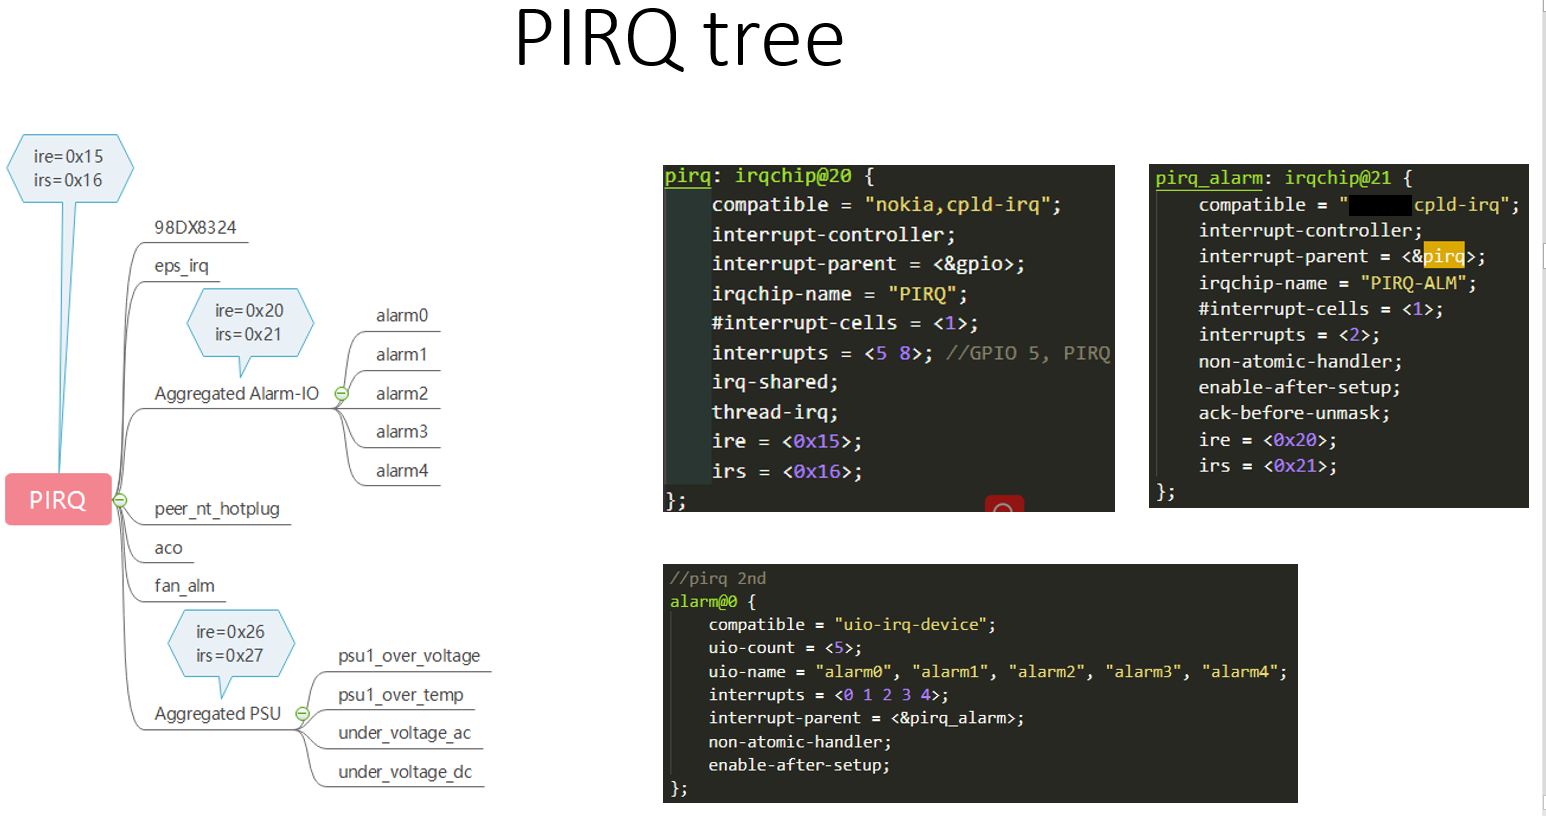 PIRQ tree
ire=0x15
irs=0x16
98DX8324
eps_irq
ire=0x20
irs=0x21
Aggregated Alarm-IO
alarm0
alarm1
alarm2
alarm3
alarm4
PIRQ
peer_nt_hotplug
aco
fan_alm
ire=0x26
irs=0x27
Aggregated PSU
psu1_over_voltage
psu1_over_temp
under_voltage_ac
under_voltage_dc
pirq: irqchip@20 {
compatible = "nokia,cpld-irq";
interrupt-controller;
interrupt-parent = <&gpio>;
irqchip-name = "PIRQ";
#interrupt-cells = <1>;
interrupts = <5 8>; //GPIO 5, PIRQ
irq-shared;
thread-irq;
ire = <0x15>;
irs = <0x16>;
};
pirq_alarm: irqchip@21 {
compatible = " cpld-irq";
interrupt-controller;
interrupt-parent = <&pirq>;
irqchip-name = "PIRQ-ALM";
#interrupt-cells = <1>;
interrupts = <2>;
non-atomic-handler;
enable-after-setup;
ack-before-unmask;
ire = <0x20>;
irs = <0x21>;
};
//pirq 2nd
alarm@0 {
compatible = "uio-irq-device";
uio-count = <5>;
uio-name = "alarm0", "alarm1", "alarm2", "alarm3", "alarm4";
interrupts = <0 1 2 3 4>;
interrupt-parent = <&pirq_alarm>;
non-atomic-handler;
enable-after-setup;
};